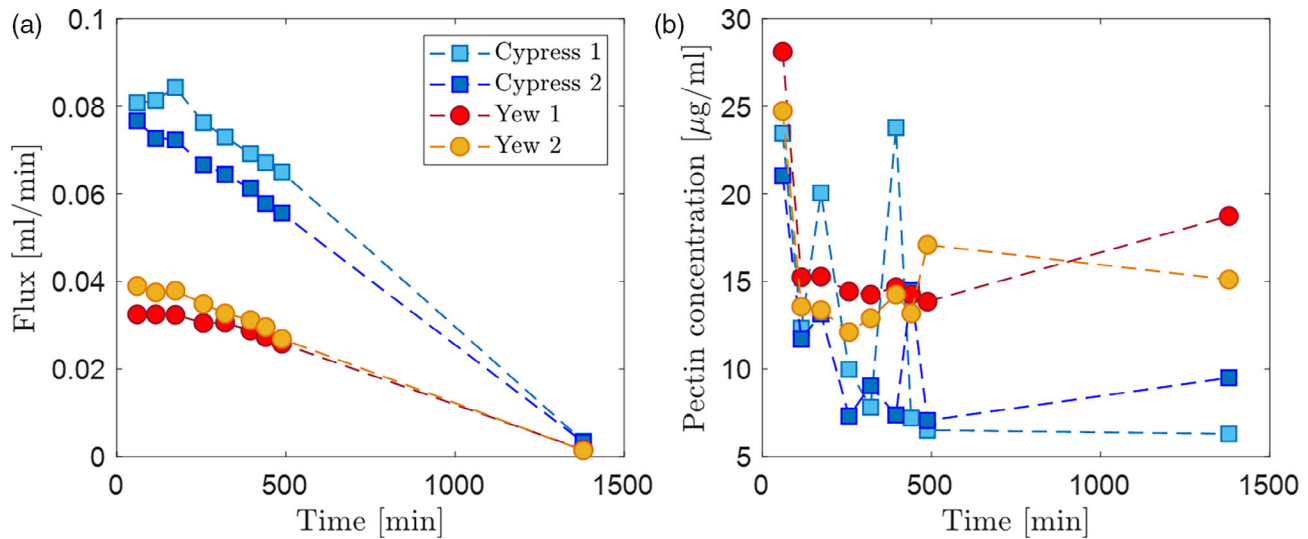 (a)
Flux [ml/min]
0.1
0.08
0.06
0.04
0.02
0
0 500 1000 1500
Time [min]
Cypress 1
Cypress 2
Yew 1
Yew 2
(b)
Pectin concentration [μg/ml]
30
25
20
15
10
5
0 500 1000 1500
Time [min]